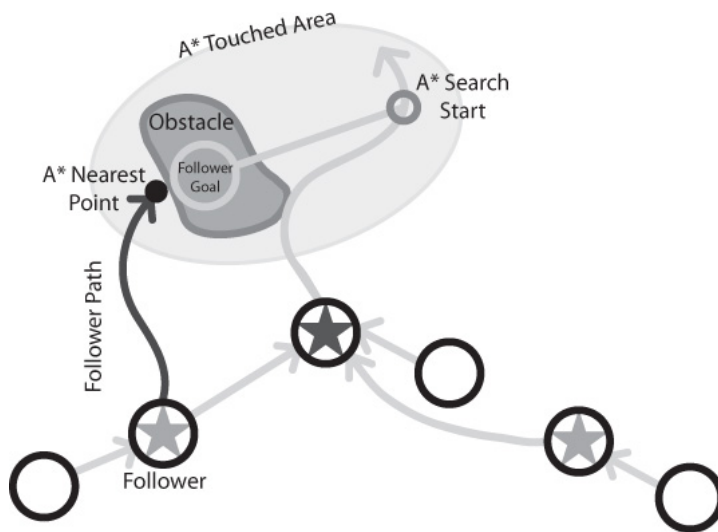 A* Touched Area
A* Search
Start
Obstacle
Follower
Goal
A* Nearest
Point
Follower Path
Follower